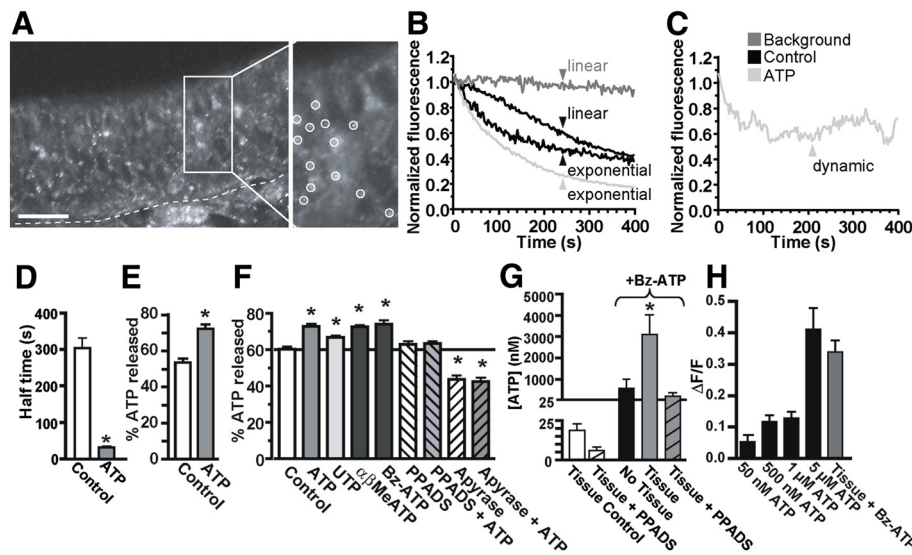 A
B
Normalized fluorescence
1.2
1.0
0.8
0.6
0.4
0.2
0.0
linear
linear
exponential
exponential
0 100 200 300 400
Time (s)
C
Background
Control
ATP
Normalized fluorescence
1.2
1.0
0.8
0.6
0.4
0.2
0.0
dynamic
0 100 200 300 400
Time (s)
D
Half time (s)
400
300
200
100
0
*
Control
ATP
E
% ATP released
80
60
40
20
0
*
Control
ATP
F
% ATP released
80
60
40
20
0
* * * * * *
Control
ATP
UTP
αβMeATP
Bz-ATP
PPADS
PPADS + ATP
Apyrase
Apyrase + ATP
G
+Bz-ATP
[ATP] (nM)
5000
4000
3000
2000
1000
25
25
0
*
Tissue Control
Tissue + PPADS
No Tissue
Tissue
Tissue + PPADS
H
ΔF/F
0.5
0.4
0.3
0.2
0.1
0.0
50 nM ATP
500 nM ATP
1 µM ATP
5 µM ATP
Tissue + Bz-ATP